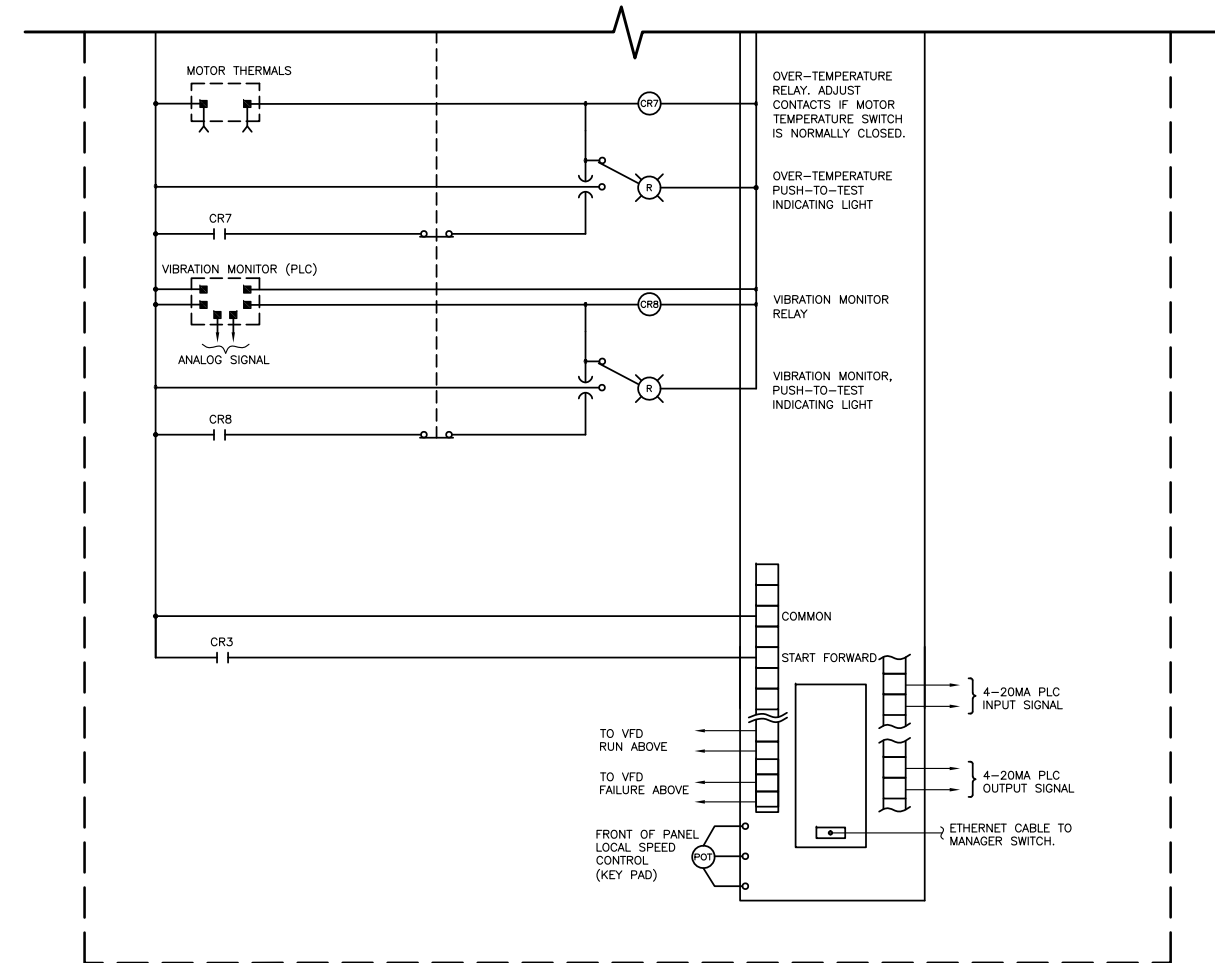 MOTOR THERMALS
CR7
OVER-TEMPERATURE
RELAY. ADJUST
CONTACTS IF MOTOR
TEMPERATURE SWITCH
IS NORMALLY CLOSED.
R
OVER-TEMPERATURE
PUSH-TO-TEST
INDICATING LIGHT
CR7
VIBRATION MONITOR (PLC)
CR8
VIBRATION MONITOR
RELAY
ANALOG SIGNAL
R
VIBRATION MONITOR,
PUSH-TO-TEST
INDICATING LIGHT
CR8
COMMON
CR3
START FORWARD
4-20MA PLC
INPUT SIGNAL
TO VFD
RUN ABOVE
TO VFD
FAILURE ABOVE
4-20MA PLC
OUTPUT SIGNAL
FRONT OF PANEL
LOCAL SPEED
CONTROL
(KEY PAD)
POT
ETHERNET CABLE TO
MANAGER SWITCH.